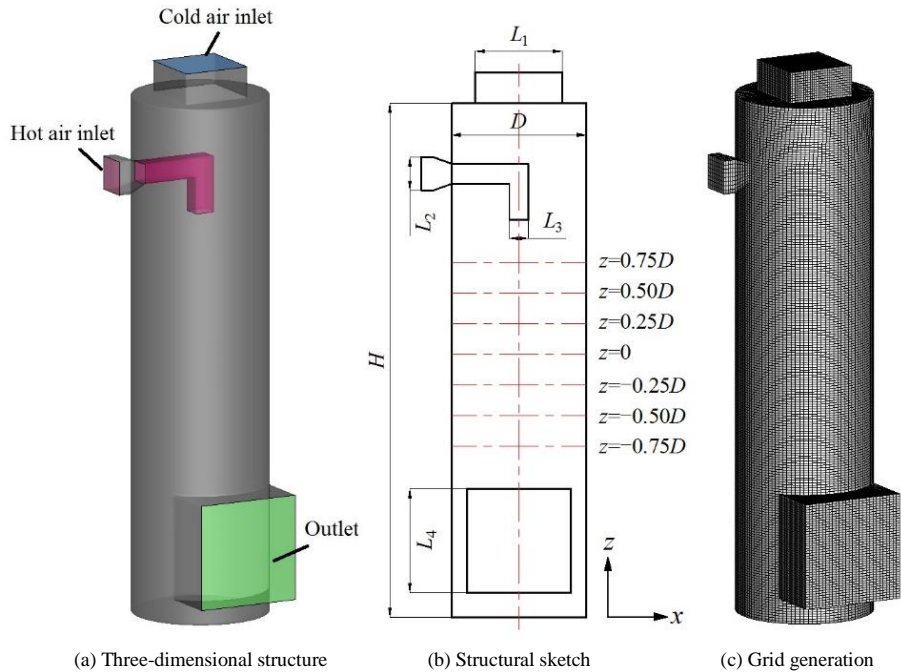 Cold air inlet
Hot air inlet
Outlet
L1
D
L2
L3
z=0.75D
z=0.50D
z=0.25D
z=0
z=−0.25D
z=−0.50D
z=−0.75D
H
L4
z
x
(a) Three-dimensional structure
(b) Structural sketch
(c) Grid generation